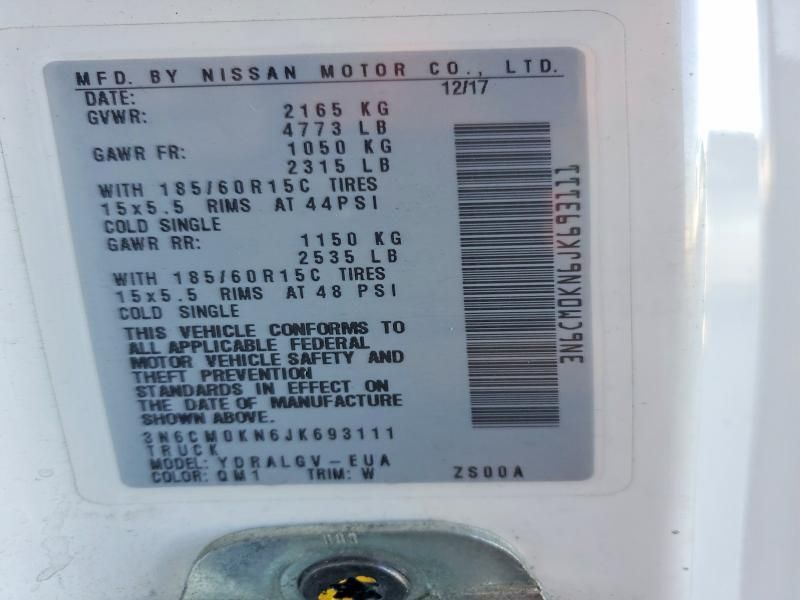 MFD. BY NISSAN MOTOR CO., LTD.
DATE: 12/17
GVWR: 2165 KG
4773 LB
GAWR FR: 1050 KG
2315 LB
WITH 185/60R15C TIRES
15x5.5 RIMS AT 44PSI
COLD SINGLE
GAWR RR: 1150 KG
2535 LB
WITH 185/60R15C TIRES
15x5.5 RIMS AT 48 PSI
COLD SINGLE
THIS VEHICLE CONFORMS TO
ALL APPLICABLE FEDERAL
MOTOR VEHICLE SAFETY AND
THEFT PREVENTION
STANDARDS IN EFFECT ON
THE DATE OF MANUFACTURE
SHOWN ABOVE.
3N6CM0KN6JK693111
TRUCK
MODEL: YDRALGV-EUA
COLOR: QM1 TRIM: W ZS00A
3N6CM0KN6JK693111